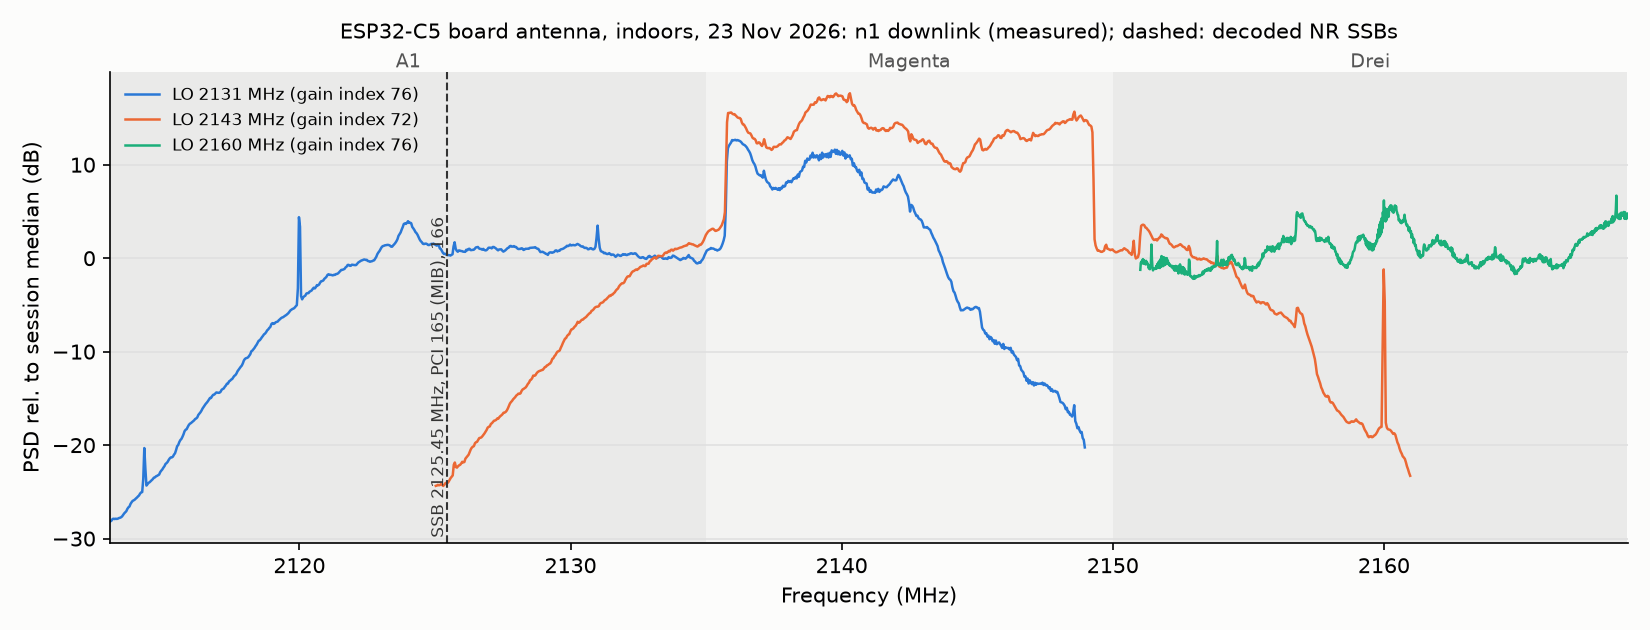 ESP32-C5 board antenna, indoors, 23 Nov 2026: n1 downlink (measured); dashed: decoded NR SSBs
A1
Magenta
Drei
LO 2131 MHz (gain index 76)
LO 2143 MHz (gain index 72)
LO 2160 MHz (gain index 76)
SSB 2125.45 MHz, PCI 165 (MIB), 166
PSD rel. to session median (dB)
10
0
−10
−20
−30
2120
2130
2140
2150
2160
Frequency (MHz)